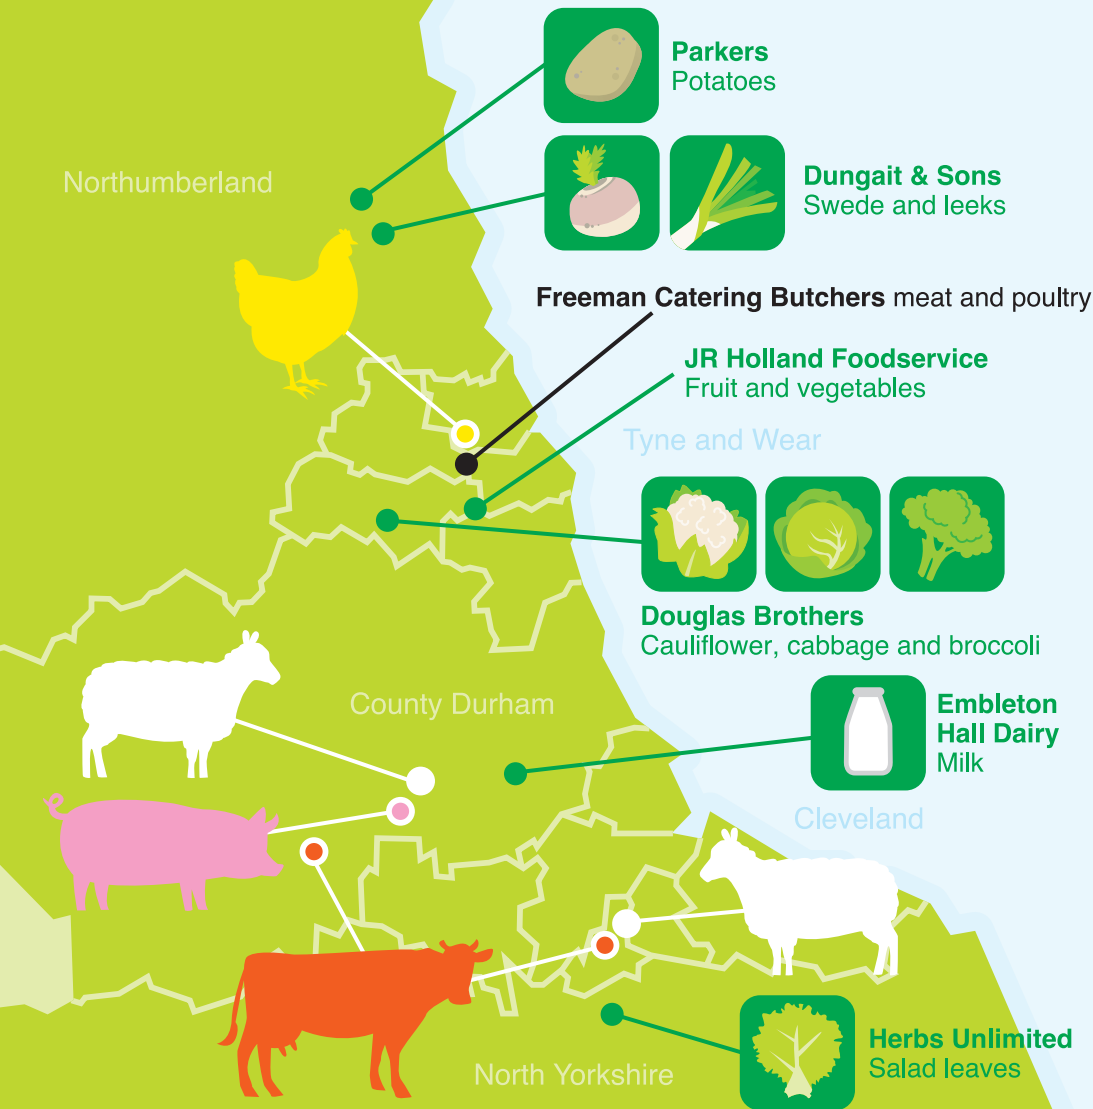 Parkers
Potatoes
Northumberland
Dungait & Sons
Swede and leeks
Freeman Catering Butchers meat and poultry
JR Holland Foodservice
Fruit and vegetables
Tyne and Wear
Douglas Brothers
Cauliflower, cabbage and broccoli
County Durham
Embleton
Hall Dairy
Milk
Cleveland
Herbs Unlimited
Salad leaves
North Yorkshire